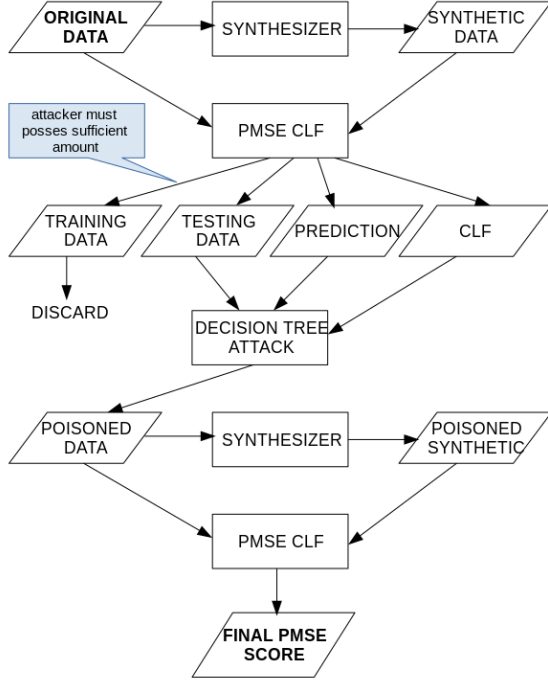 ORIGINAL
DATA
SYNTHESIZER
SYNTHETIC
DATA
attacker must
posses sufficient
amount
PMSE CLF
TRAINING
DATA
TESTING
DATA
PREDICTION
CLF
DISCARD
DECISION TREE
ATTACK
POISONED
DATA
SYNTHESIZER
POISONED
SYNTHETIC
PMSE CLF
FINAL PMSE
SCORE